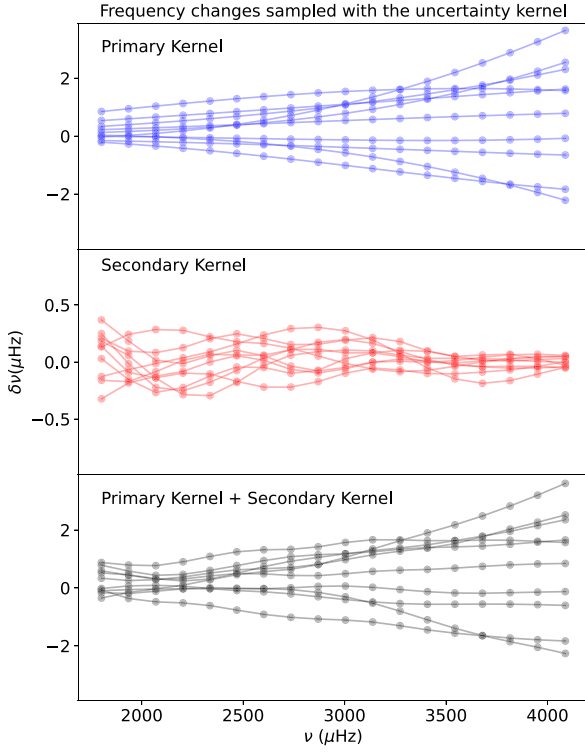 Frequency changes sampled with the uncertainty kernel
Primary Kernel
2
0
−2
Secondary Kernel
0.5
0.0
−0.5
δν(μHz)
Primary Kernel + Secondary Kernel
2
0
−2
2000 2500 3000 3500 4000
ν (μHz)